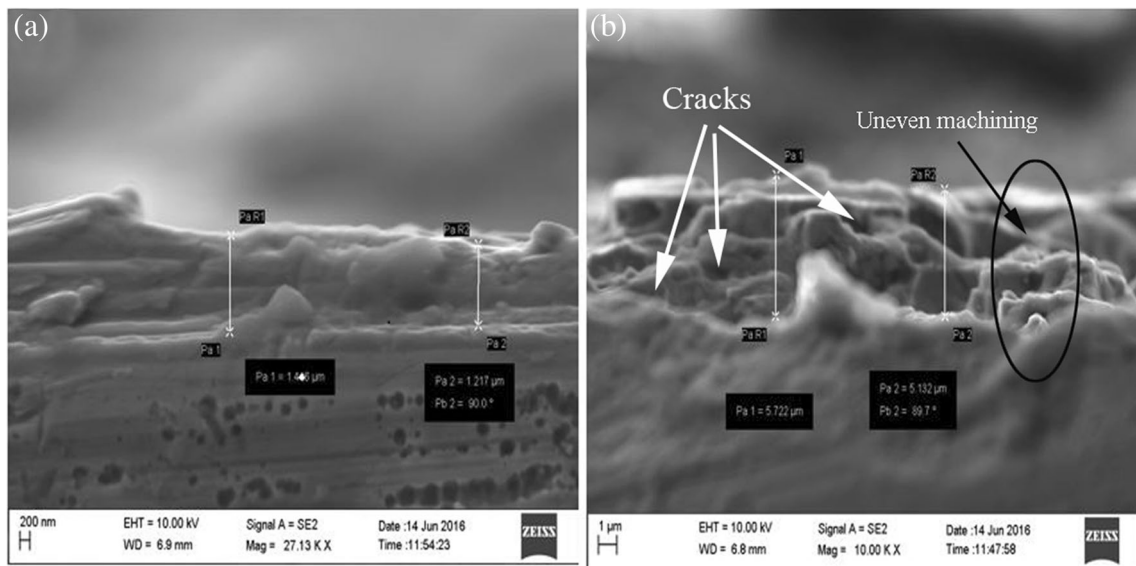 (a)
Pa R1
Pa R2
Pa 1
Pa 2
Pa 2 = 1.217 µm
Pb 2 = 90.0 °
200 nm
EHT = 10.00 kV
WD = 6.9 mm
Signal A = SE2
Mag = 27.13 K X
Date :14 Jun 2016
Time :11:54:23
ZEISS
(b)
Cracks
Uneven machining
Pa 1
Pa R2
Pa R1
Pa 2
Pa 1 = 5.722 µm
Pa 2 = 5.132 µm
Pb 2 = 89.7 °
1 µm
EHT = 10.00 kV
WD = 6.8 mm
Signal A = SE2
Mag = 10.00 K X
Date :14 Jun 2016
Time :11:47:58
ZEISS